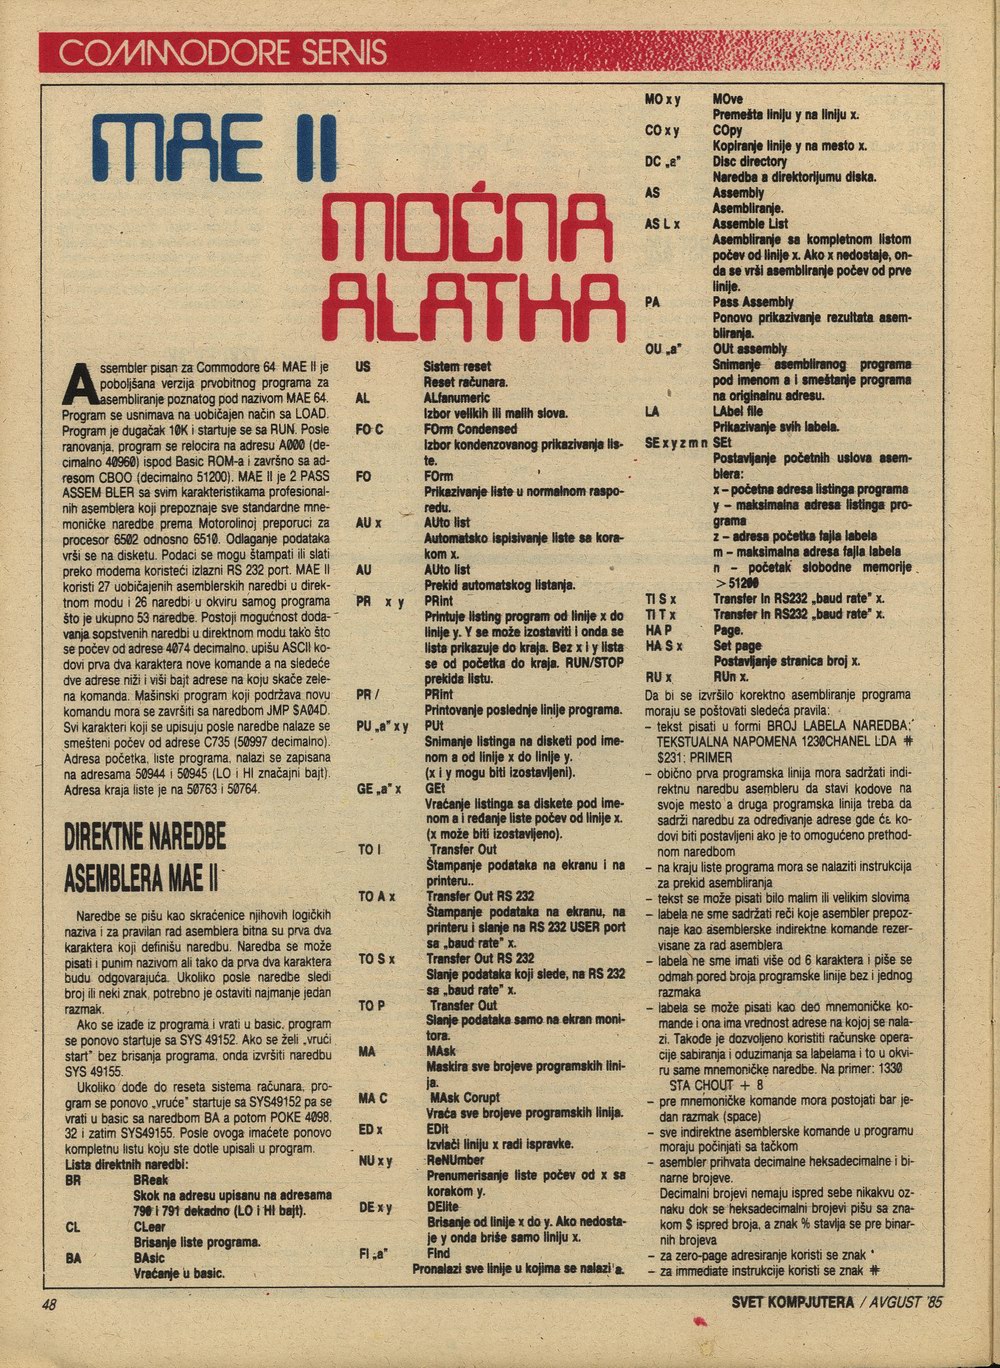 COMMODORE SERVIS
MAE II
MOĆNA
ALATKA
Assembler pisan za Commodore 64 MAE II je
poboljšana verzija prvobitnog programa za
asembliranje poznatog pod nazivom MAE 64.
Program se usnimava na uobičajen način sa LOAD.
Program je dugačak 10K i startuje se sa RUN. Posle
ranovanja, program se relocira na adresu A000 (de-
cimalno 40960) ispod Basic ROM-a i završno sa ad-
resom CBOO (decimalno 51200). MAE II je 2 PASS
ASSEM BLER sa svim karakteristikama profesional-
nih asemblera koji prepoznaje sve standardne mne-
moničke naredbe prema Motorolinoj preporuci za
procesor 6502 odnosno 6510. Odlaganje podataka
vrši se na disketu. Podaci se mogu štampati ili slati
preko modema koristeći izlazni RS 232 port. MAE II
koristi 27 uobičajenih asemblerskih naredbi u direk-
tnom modu i 26 naredbi u okviru samog programa
što je ukupno 53 naredbe. Postoji mogućnost doda-
vanja sopstvenih naredbi u direktnom modu tako što
se počev od adrese 4074 decimalno, upišu ASCII ko-
dovi prva dva karaktera nove komande a na sledeće
dve adrese niži i viši bajt adrese na koju skače zele-
na komanda. Mašinski program koji podržava novu
komandu mora se završiti sa naredbom JMP $A04D.
Svi karakteri koji se upisuju posle naredbe nalaze se
smešteni počev od adrese C735 (50997 decimalno).
Adresa početka, liste programa, nalazi se zapisana
na adresama 50944 i 50945 (LO i HI značajni bajt).
Adresa kraja liste je na 50763 i 50764.
DIREKTNE NAREDBE
ASEMBLERA MAE II
Naredbe se pišu kao skraćenice njihovih logičkih
naziva i za pravilan rad asemblera bitna su prva dva
karaktera koji definišu naredbu. Naredba se može
pisati i punim nazivom ali tako da prva dva karaktera
budu odgovarajuća. Ukoliko posle naredbe sledi
broj ili neki znak, potrebno je ostaviti najmanje jedan
razmak.
Ako se izađe iz programa i vrati u basic, program
se ponovo startuje sa SYS 49152. Ako se želi „vrući
start" bez brisanja programa, onda izvršiti naredbu
SYS 49155.
Ukoliko dođe do reseta sistema računara, pro-
gram se ponovo „vruće" startuje sa SYS49152 pa se
vrati u basic sa naredbom BA a potom POKE 4098,
32 i zatim SYS49155. Posle ovoga imaćete ponovo
kompletnu listu koju ste dotle upisali u program.
Lista direktnih naredbi:
BR BReak
Skok na adresu upisanu na adresama
790 i 791 dekadno (LO i HI bajt).
CL CLear
Brisanje liste programa.
BA BAsic
Vraćanje u basic.
US Sistem reset
Reset računara.
AL ALfanumeric
Izbor velikih ili malih slova.
FO C FOrm Condensed
Izbor kondenzovanog prikazivanja lis-
te.
FO FOrm
Prikazivanje liste u normalnom raspo-
redu.
AU x AUto list
Automatsko ispisivanje liste sa kora-
kom x.
AU AUto list
Prekid automatskog listanja.
PR x y PRint
Printuje listing program od linije x do
linije y. Y se može izostaviti i onda se
lista prikazuje do kraja. Bez x i y lista
se od početka do kraja. RUN/STOP
prekida listu.
PR / PRint
Printovanje poslednje linije programa.
PU „a" x y PUt
Snimanje listinga na disketi pod ime-
nom a od linije x do linije y.
(x i y mogu biti izostavljeni).
GE „a" x GEt
Vraćanje listinga sa diskete pod ime-
nom a i ređanje liste počev od linije x.
(x može biti izostavljeno).
TO I Transfer Out
Štampanje podataka na ekranu i na
printeru..
TO A x Transfer Out RS 232
Štampanje podataka na ekranu, na
printeru i slanje na RS 232 USER port
sa „baud rate" x.
TO S x Transfer Out RS 232
Slanje podataka koji slede, na RS 232
sa „baud rate" x.
TO P Transfer Out
Slanje podataka samo na ekran moni-
tora.
MA MAsk
Maskira sve brojeve programskih lini-
ja.
MA C MAsk Corupt
Vraća sve brojeve programskih linija.
ED x EDit
Izvlači liniju x radi ispravke.
NU x y ReNUmber
Prenumerisanje liste počev od x sa
korakom y.
DE x y DElite
Brisanje od linije x do y. Ako nedosta-
je y onda briše samo liniju x.
FI „a" FInd
Pronalazi sve linije u kojima se nalazi a.
MO x y MOve
Premešta liniju y na liniju x.
CO x y COpy
Kopiranje linije y na mesto x.
DC „a" Disc directory
Naredba a direktorijumu diska.
AS Assembly
Asembliranje.
AS L x Assemble List
Asembliranje sa kompletnom listom
počev od linije x. Ako x nedostaje, on-
da se vrši asembliranje počev od prve
linije.
PA Pass Assembly
Ponovo prikazivanje rezultata asem-
bliranja.
OU „a" OUt assembly
Snimanje asembliranog programa
pod imenom a i smeštanje programa
na originalnu adresu.
LA LAbel file
Prikazivanje svih labela.
SE x y z m n SEt
Postavljanje početnih uslova asem-
blera:
x – početna adresa listinga programa
y – maksimalna adresa listinga pro-
grama
z – adresa početka fajla labela
m – maksimalna adresa fajla labela
n – početak slobodne memorije
>51200
TI S x Transfer In RS232 „baud rate" x.
TI T x Transfer In RS232 „baud rate" x.
HA P Page.
HA S x Set page
Postavljanje stranica broj x.
RU x RUn x.
Da bi se izvršilo korektno asembliranje programa
moraju se poštovati sledeća pravila:
– tekst pisati u formi BROJ LABELA NAREDBA;
TEKSTUALNA NAPOMENA 1230CHANEL LDA #
$231; PRIMER
– obično prva programska linija mora sadržati indi-
rektnu naredbu asembleru da stavi kodove na
svoje mesto a druga programska linija treba da
sadrži naredbu za određivanje adrese gde će ko-
dovi biti postavljeni ako je to omogućeno prethod-
nom naredbom
– na kraju liste programa mora se nalaziti instrukcija
za prekid asembliranja
– tekst se može pisati bilo malim ili velikim slovima
– labela ne sme sadržati reči koje asembler prepoz-
naje kao asemblerske indirektne komande rezer-
visane za rad asemblera
– labela ne sme imati više od 6 karaktera i piše se
odmah pored broja programske linije bez i jednog
razmaka
– labela se može pisati kao deo mnemoničke ko-
mande i ona ima vrednost adrese na kojoj se nala-
zi. Takođe je dozvoljeno koristiti računske opera-
cije sabiranja i oduzimanja sa labelama i to u okvi-
ru same mnemoničke naredbe. Na primer: 1330
STA CHOUT + 8
– pre mnemoničke komande mora postojati bar je-
dan razmak (space)
– sve indirektne asemblerske komande u programu
moraju počinjati sa tačkom
– asembler prihvata decimalne heksadecimalne i bi-
narne brojeve.
Decimalni brojevi nemaju ispred sebe nikakvu oz-
naku dok se heksadecimalni brojevi pišu sa zna-
kom $ ispred broja, a znak % stavlja se pre binar-
nih brojeva
– za zero-page adresiranje koristi se znak *
– za immediate instrukcije koristi se znak #
48
SVET KOMPJUTERA / AVGUST '85